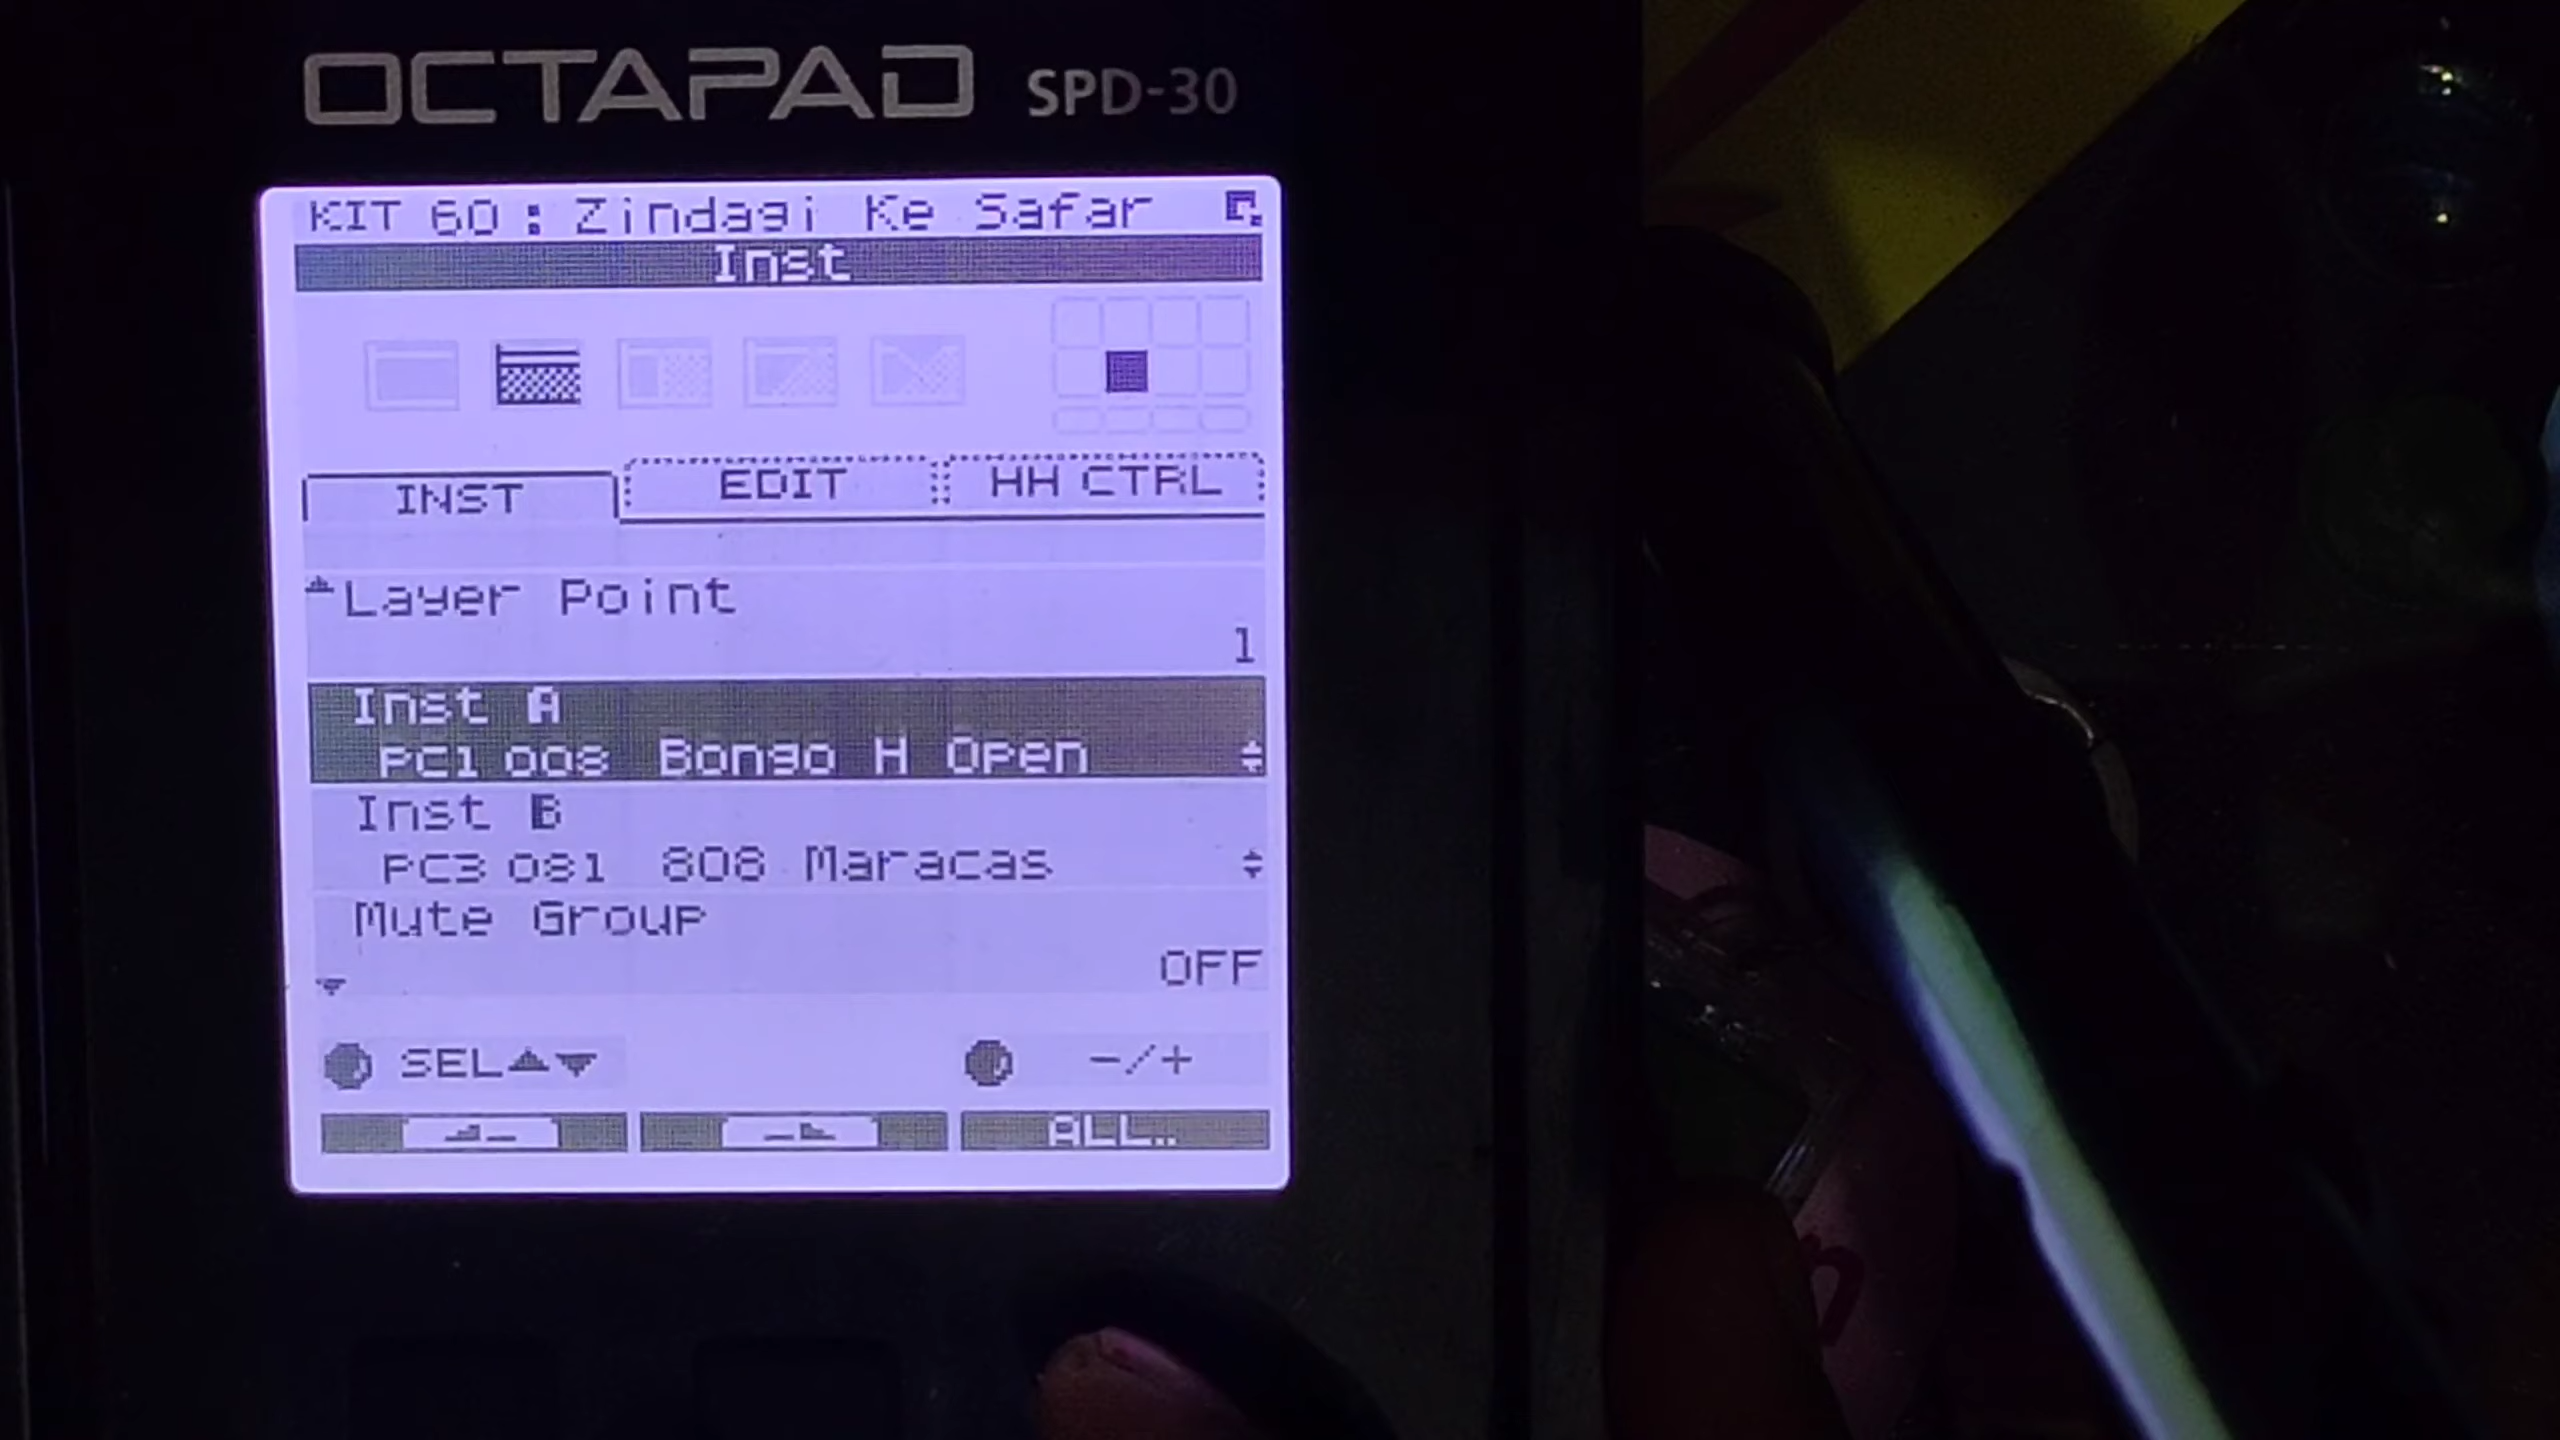 OCTAPAD SPD-30
KIT 60 : Zindagi Ke Safar
Inst
INST EDIT HH CTRL
Layer Point
1
Inst A
PC1 008 Bongo H Open
Inst B
PC3 081 808 Maracas
Mute Group
OFF
SEL▲▼ -/+
ALL..